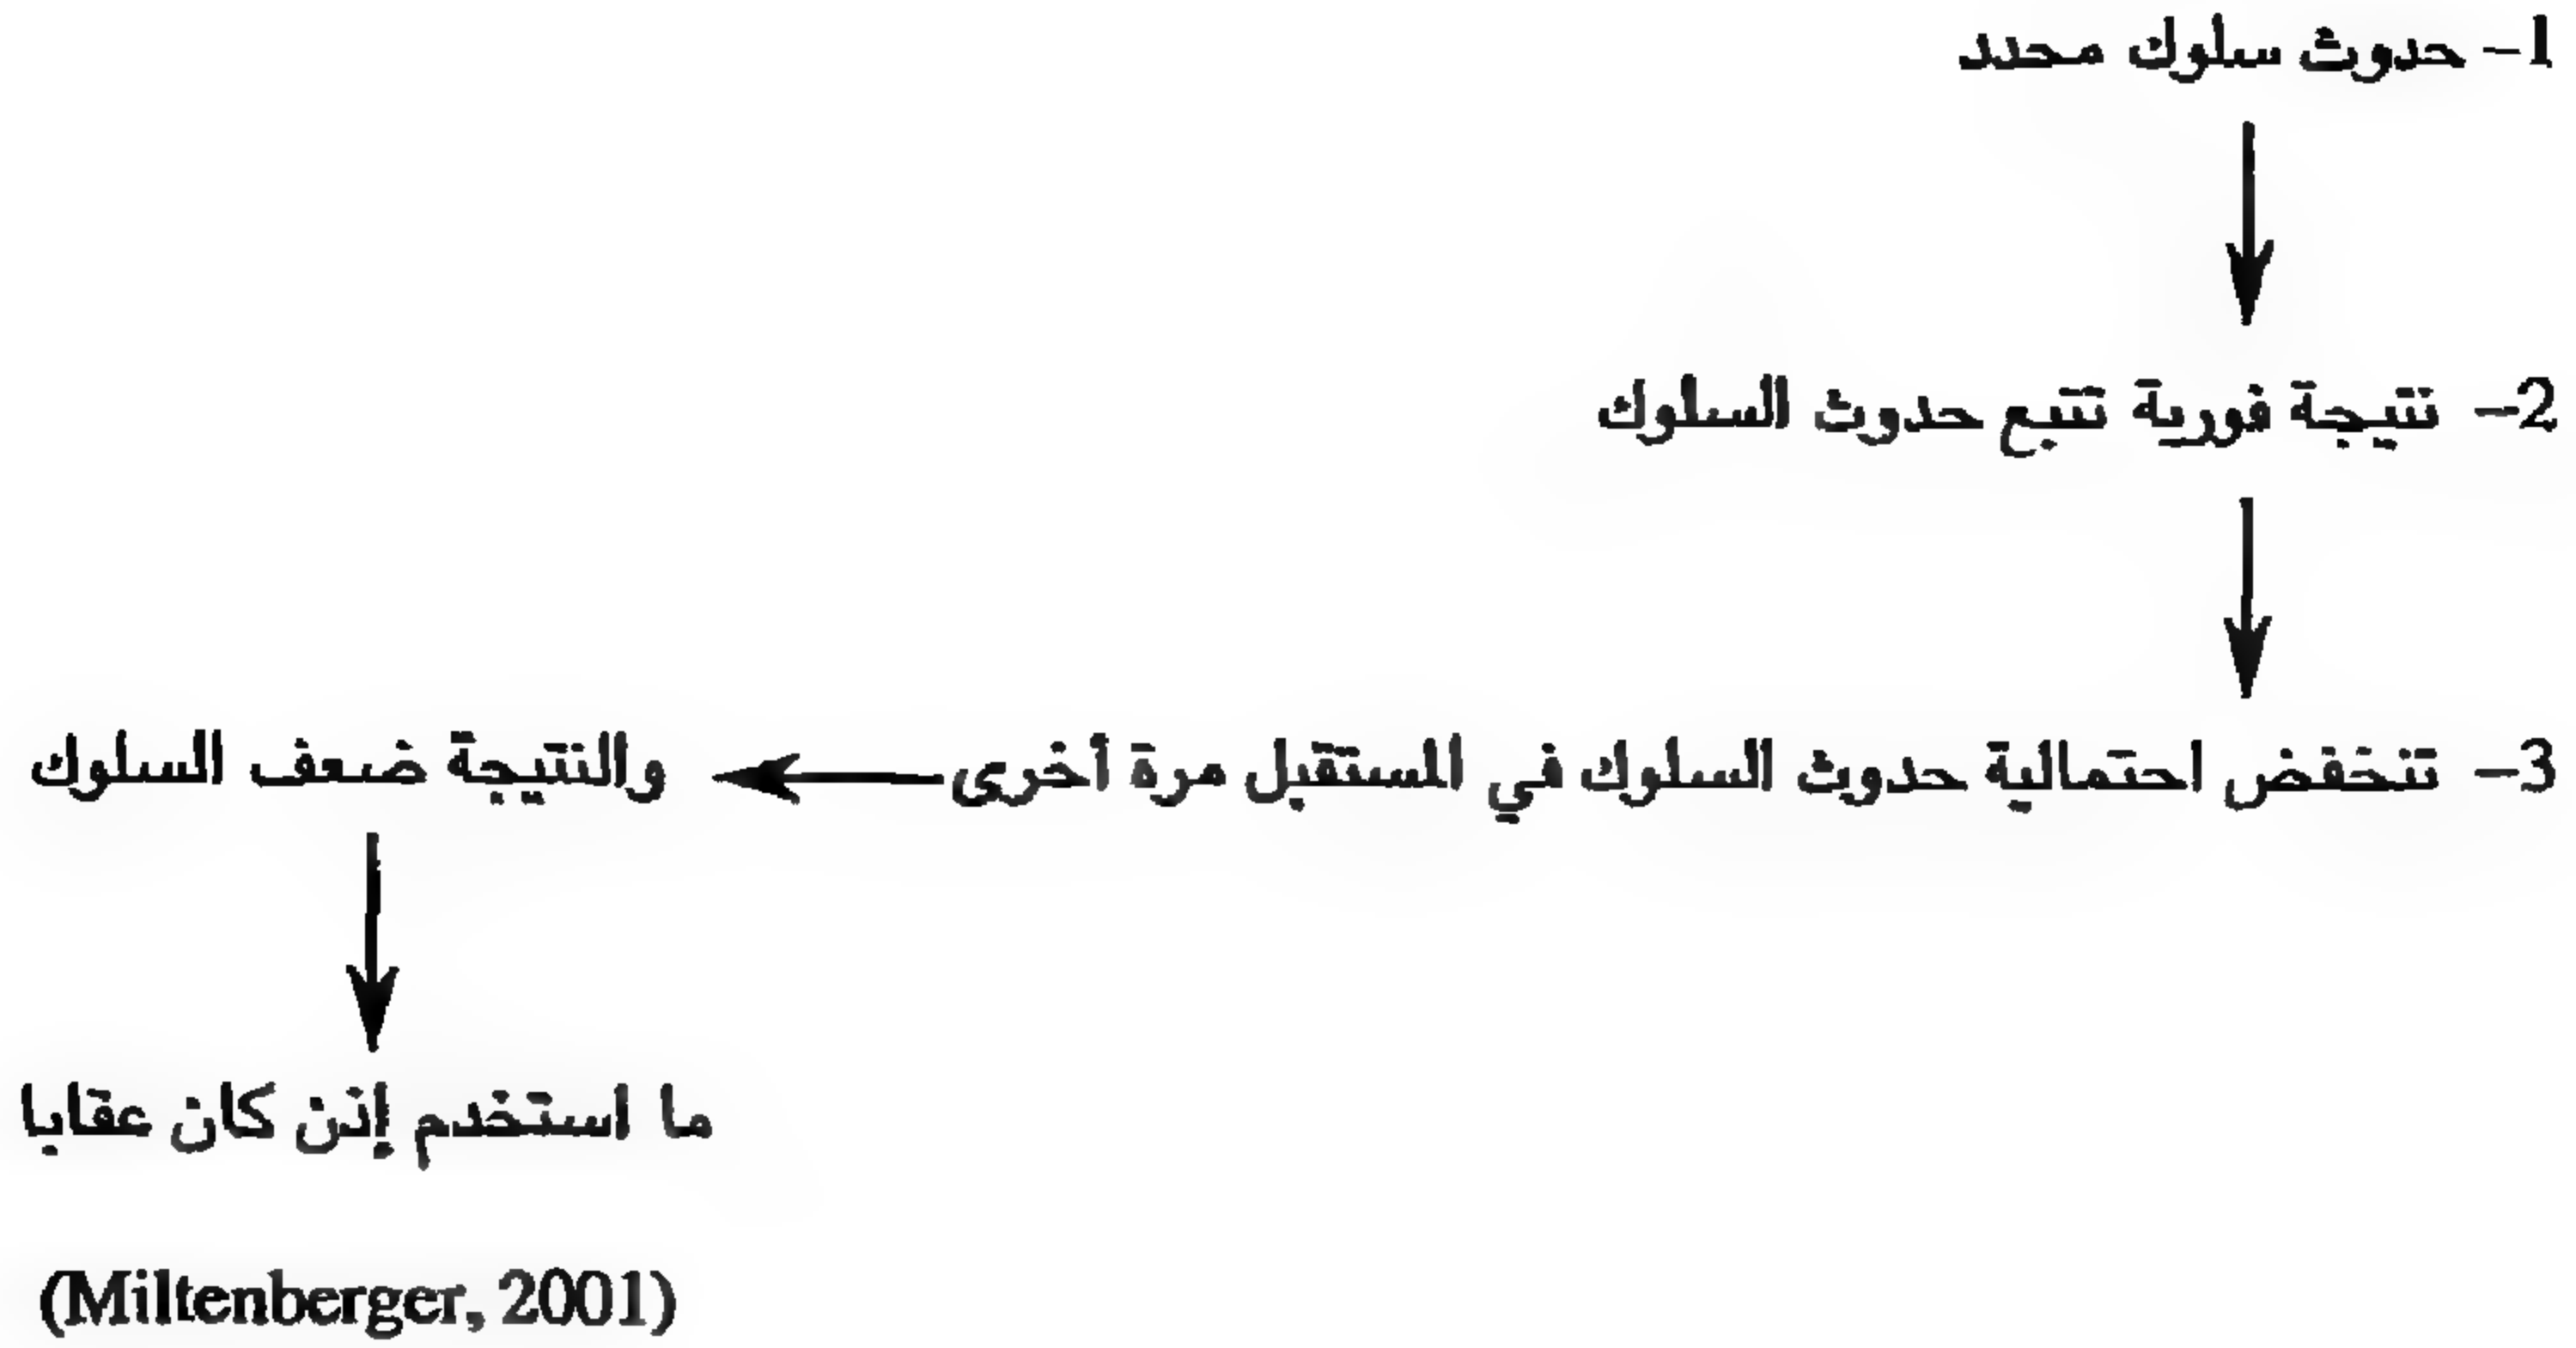 1- حدوث سلوك محدد
2- نتيجة فورية تتبع حدوث السلوك
3- تنخفض احتمالية حدوث السلوك في المستقبل مرة أخرى والنتيجة ضعف السلوك
ما استخدم إذن كان عقابا
(Miltenberger, 2001)